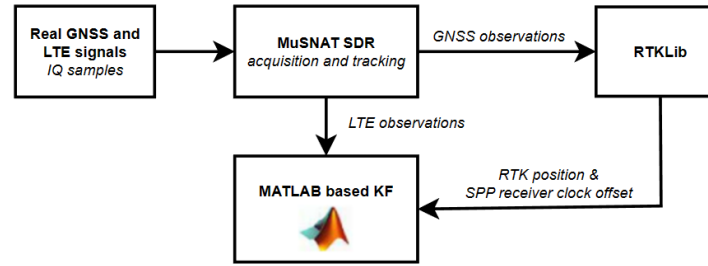 Real GNSS and
LTE signals
IQ samples
MuSNAT SDR
acquisition and tracking
GNSS observations
RTKLib
LTE observations
MATLAB based KF
RTK position &
SPP receiver clock offset